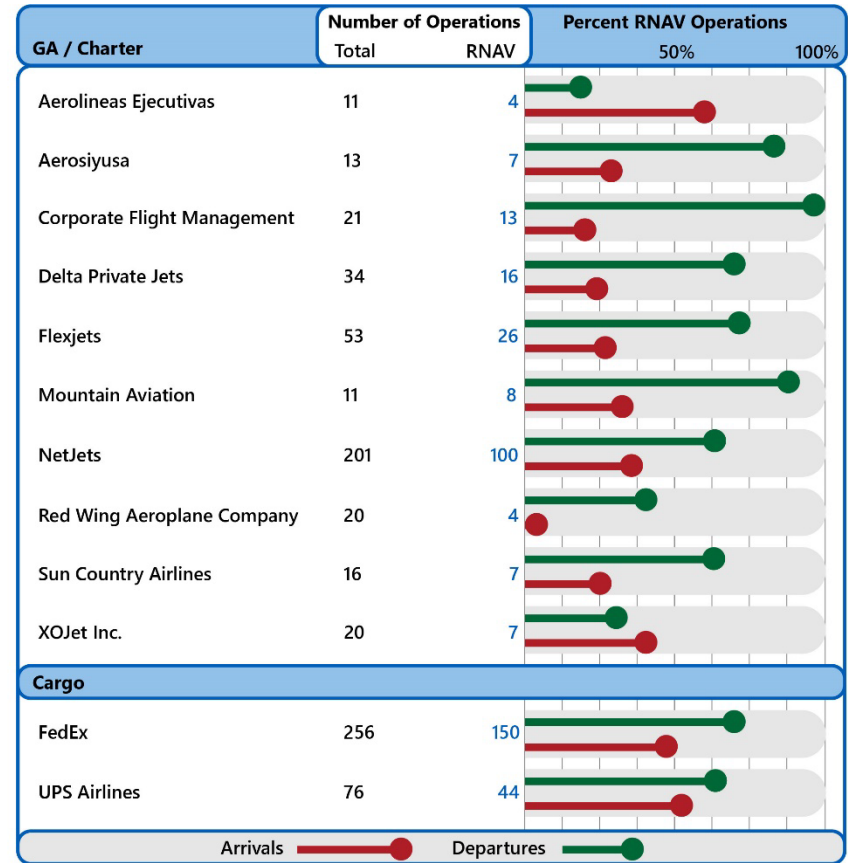 Number of Operations Percent RNAV Operations
GA / Charter Total RNAV 50% 100%
Aerolineas Ejecutivas 11 4
Aerosiyusa 13 7
Corporate Flight Management 21 13
Delta Private Jets 34 16
Flexjets 53 26
Mountain Aviation 11 8
NetJets 201 100
Red Wing Aeroplane Company 20 4
Sun Country Airlines 16 7
XOJet Inc. 20 7
Cargo
FedEx 256 150
UPS Airlines 76 44
Arrivals Departures